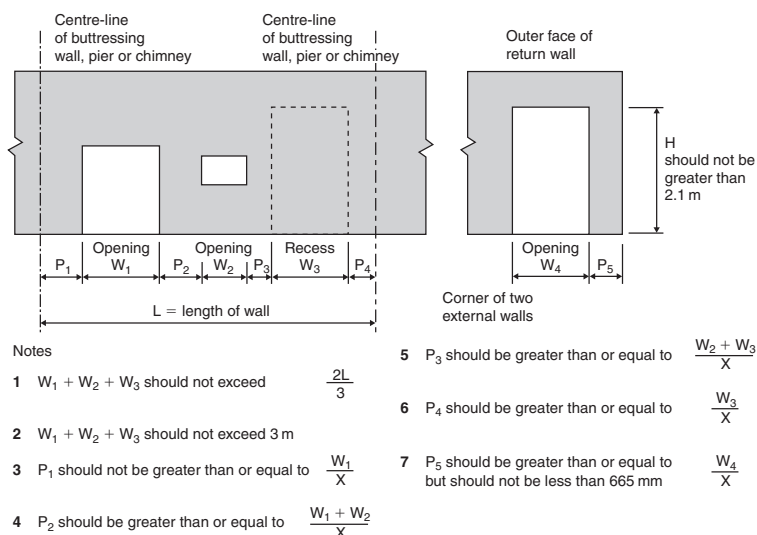 Centre-line
of buttressing
wall, pier or chimney
Centre-line
of buttressing
wall, pier or chimney
Outer face of
return wall
H
should not be
greater than
2.1 m
P1
Opening
W1
P2
Opening
W2
P3
Recess
W3
P4
Opening
W4
P5
L = length of wall
Corner of two
external walls
Notes
1 W1 + W2 + W3 should not exceed 2L/3
2 W1 + W2 + W3 should not exceed 3 m
3 P1 should not be greater than or equal to W1/X
4 P2 should be greater than or equal to W1 + W2/X
5 P3 should be greater than or equal to W2 + W3/X
6 P4 should be greater than or equal to W3/X
7 P5 should be greater than or equal to W4/X
but should not be less than 665 mm